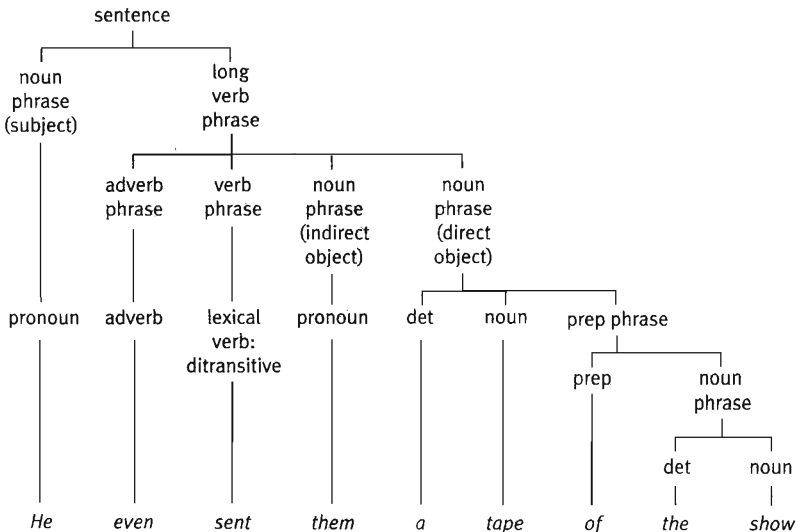 sentence
noun phrase (subject)
long verb phrase
adverb phrase
verb phrase
noun phrase (indirect object)
noun phrase (direct object)
pronoun
adverb
lexical verb: ditransitive
pronoun
det
noun
prep phrase
prep
noun phrase
det
noun
He even sent them a tape of the show